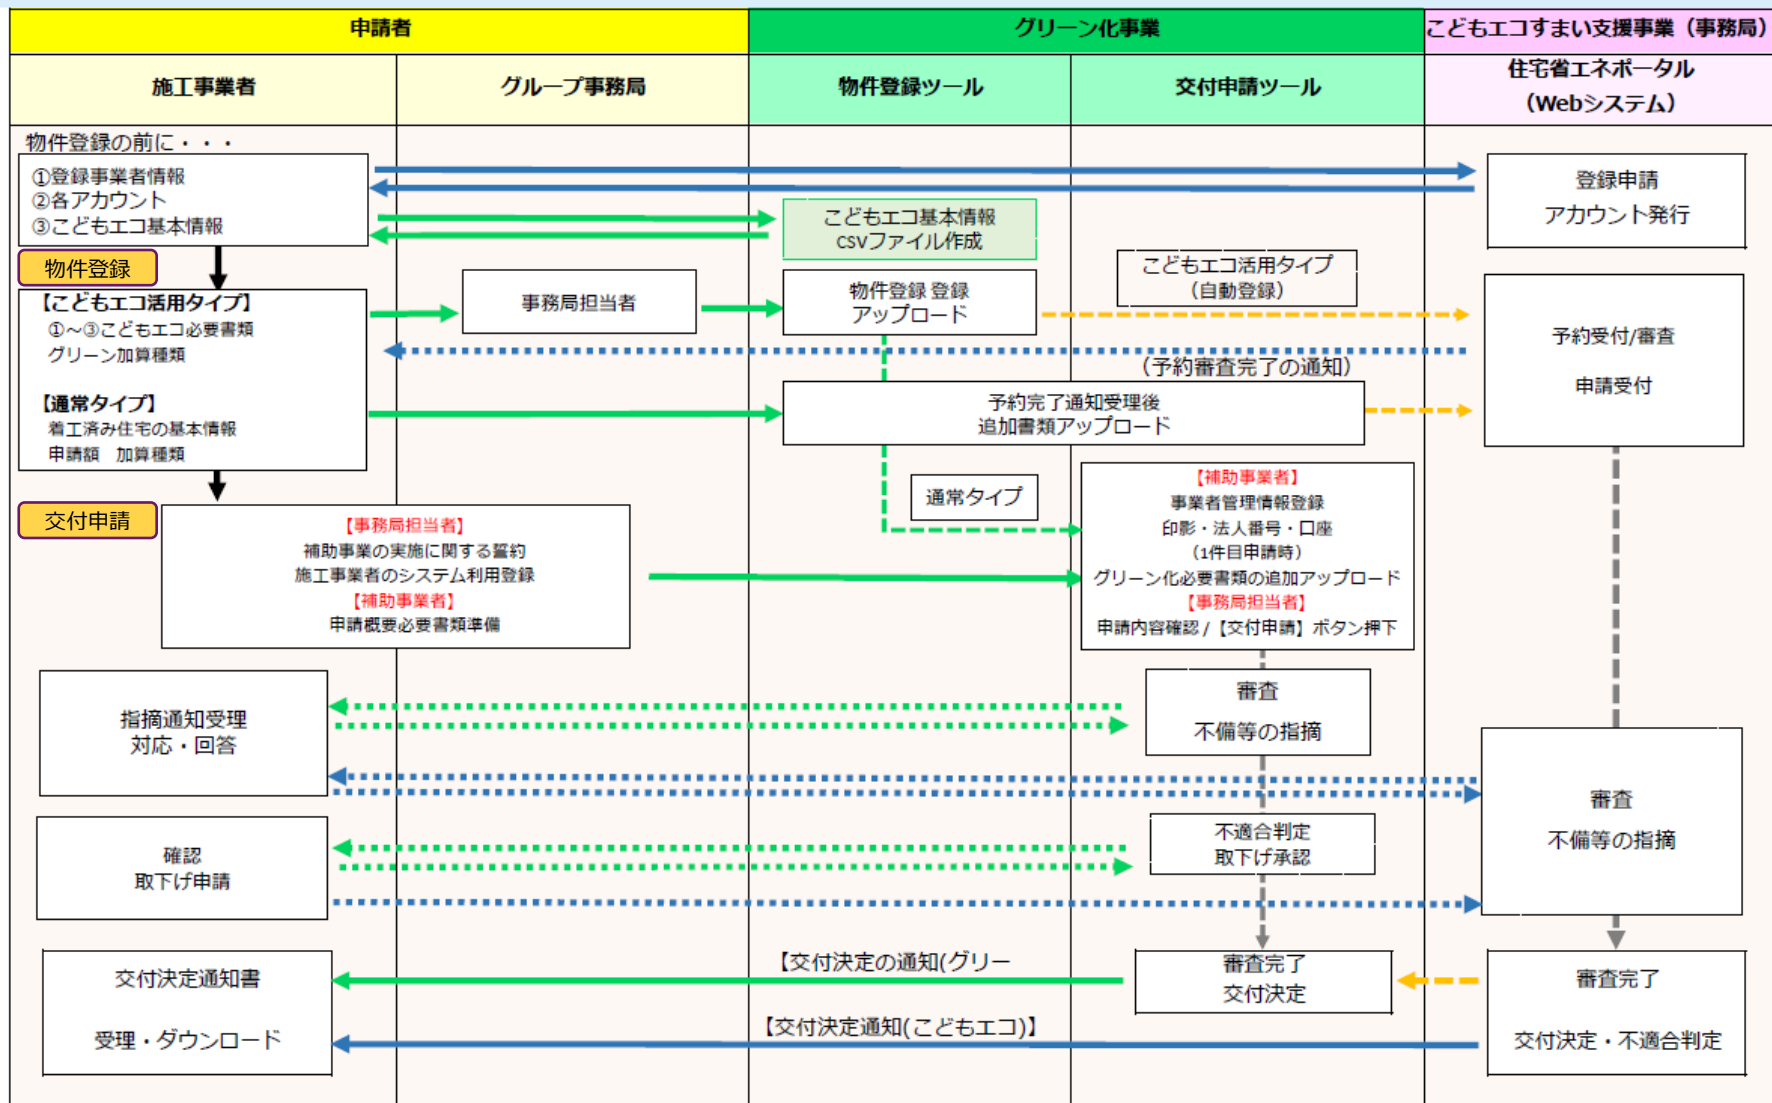 申請者
グリーン化事業
こどもエコすまい支援事業（事務局）
施工事業者
グループ事務局
物件登録ツール
交付申請ツール
住宅省エネポータル
（Webシステム）
物件登録の前に・・・
①登録事業者情報
②各アカウント
③こどもエコ基本情報
登録申請
アカウント発行
こどもエコ基本情報
CSVファイル作成
物件登録
【こどもエコ活用タイプ】
①～③こどもエコ必要書類
グリーン加算種類
【通常タイプ】
着工済み住宅の基本情報
申請額　加算種類
事務局担当者
物件登録 登録
アップロード
こどもエコ活用タイプ
（自動登録）
予約受付/審査
申請受付
（予約審査完了の通知）
予約完了通知受理後
追加書類アップロード
通常タイプ
交付申請
【事務局担当者】
補助事業の実施に関する誓約
施工事業者のシステム利用登録
【補助事業者】
申請概要必要書類準備
【補助事業者】
事業者管理情報登録
印影・法人番号・口座
（1件目申請時）
グリーン化必要書類の追加アップロード
【事務局担当者】
申請内容確認 /【交付申請】ボタン押下
指摘通知受理
対応・回答
審査
不備等の指摘
審査
不備等の指摘
確認
取下げ申請
不適合判定
取下げ承認
交付決定通知書
受理・ダウンロード
【交付決定の通知(グリー
審査完了
交付決定
【交付決定通知(こどもエコ)】
審査完了
交付決定・不適合判定